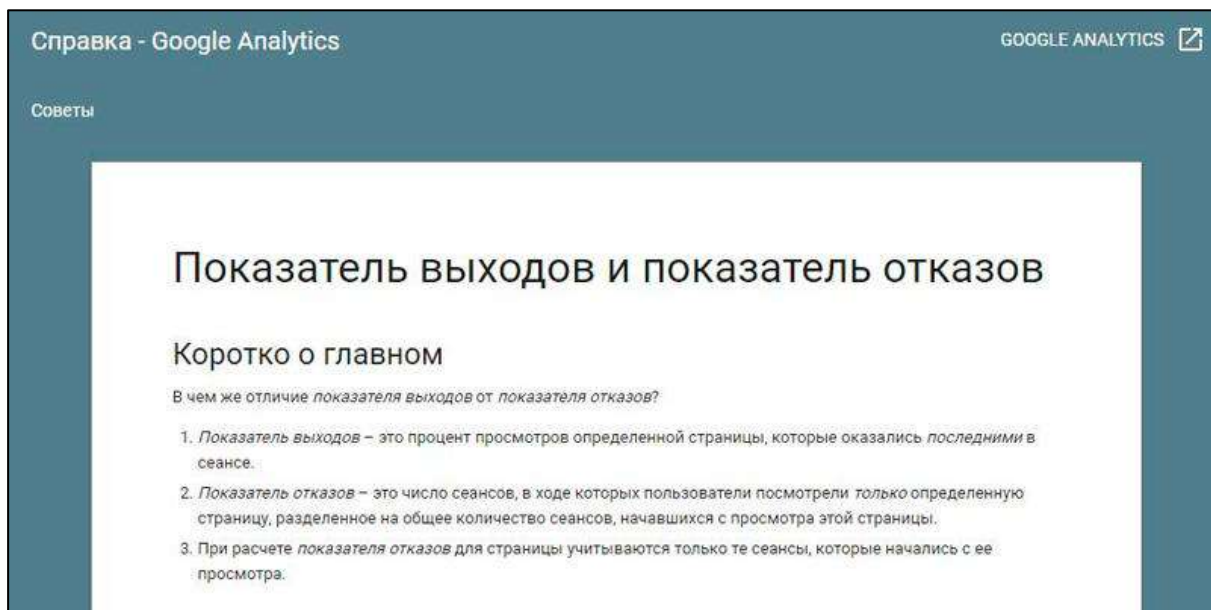 Справка - Google Analytics
GOOGLE ANALYTICS
Советы
Показатель выходов и показатель отказов
Коротко о главном
В чем же отличие показателя выходов от показателя отказов?
1. Показатель выходов – это процент просмотров определенной страницы, которые оказались последними в
сеансе.
2. Показатель отказов – это число сеансов, в ходе которых пользователи посмотрели только определенную
страницу, разделенное на общее количество сеансов, начавшихся с просмотра этой страницы.
3. При расчете показателя отказов для страницы учитываются только те сеансы, которые начались с ее
просмотра.